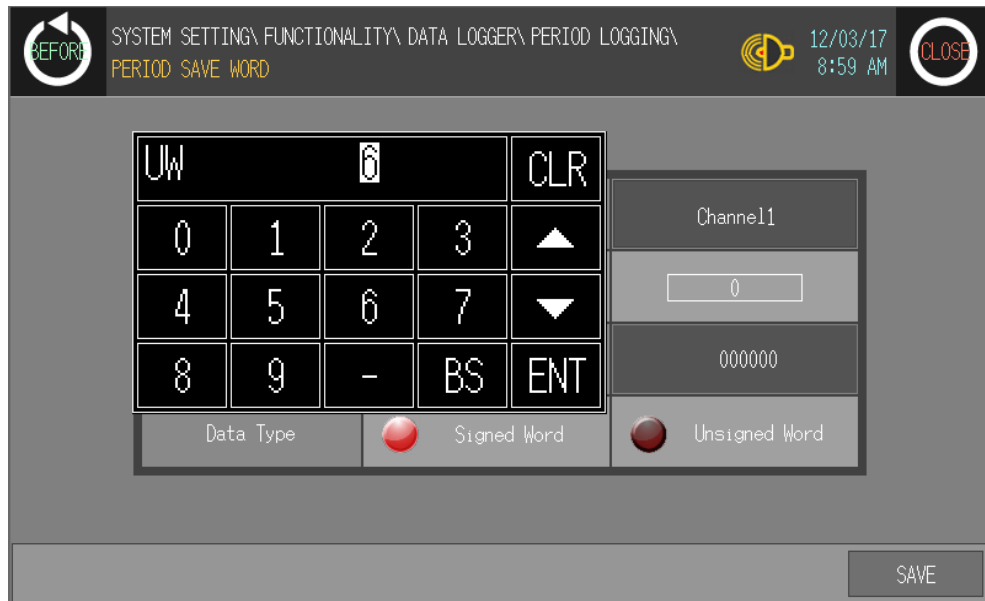 BEFORE
SYSTEM SETTING\ FUNCTIONALITY\ DATA LOGGER\ PERIOD LOGGING\
PERIOD SAVE WORD
12/03/17
8:59 AM
CLOSE
UW 6 CLR
0 1 2 3
4 5 6 7
8 9 - BS ENT
Channel1
0
000000
Data Type Signed Word Unsigned Word
SAVE